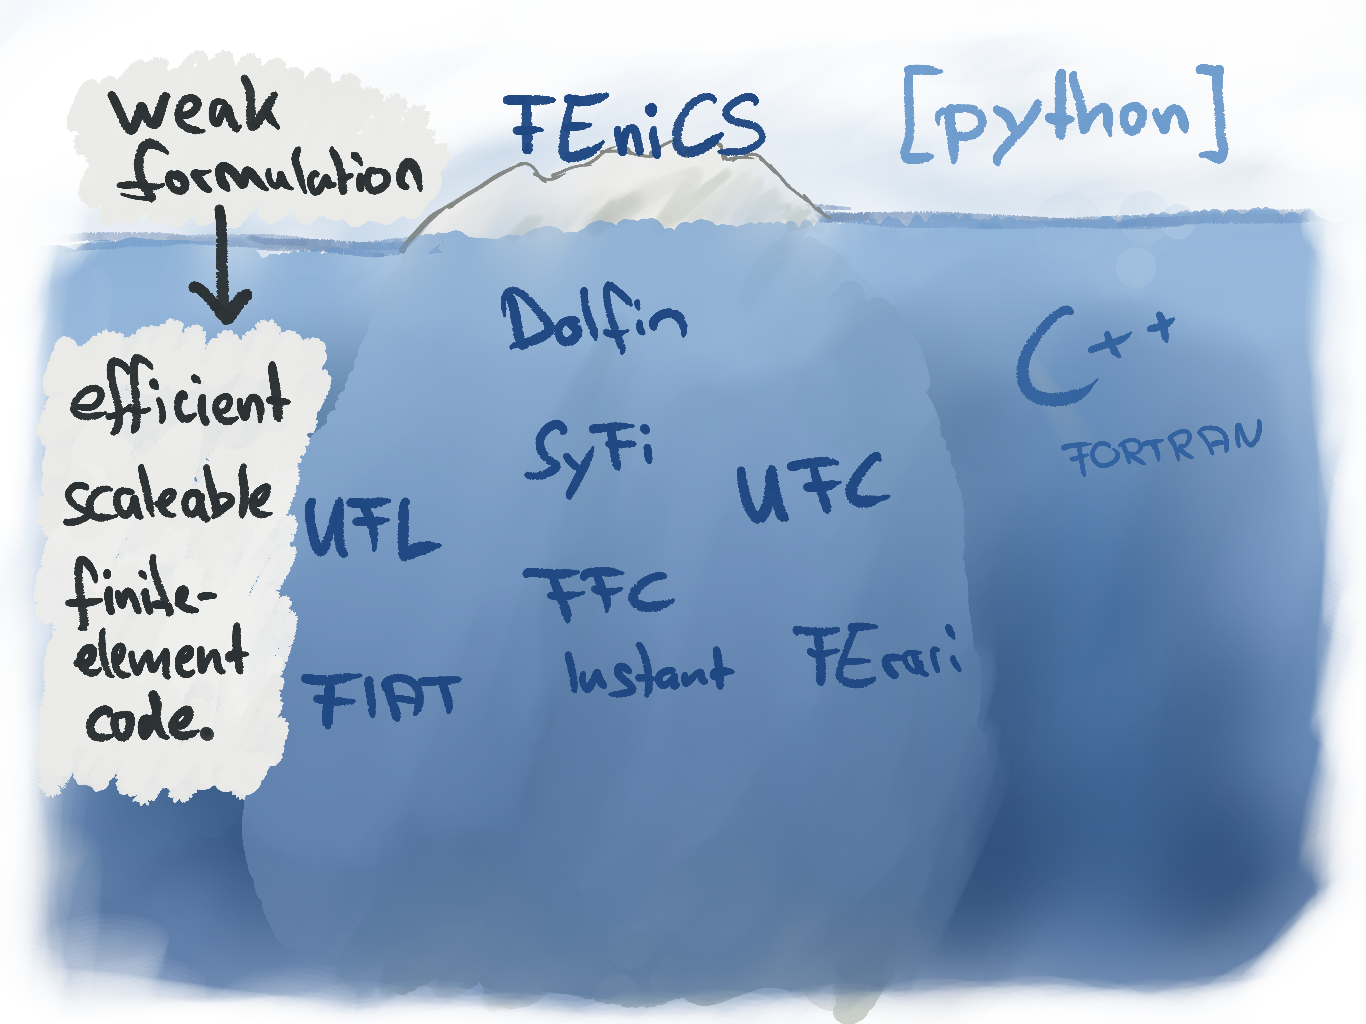 weak
formulation
FEniCS
[python]
efficient
scaleable
finite-
element
code.
Dolfin
SyFi
UFL
UFC
FFC
Instant
FErari
FIAT
C++
FORTRAN